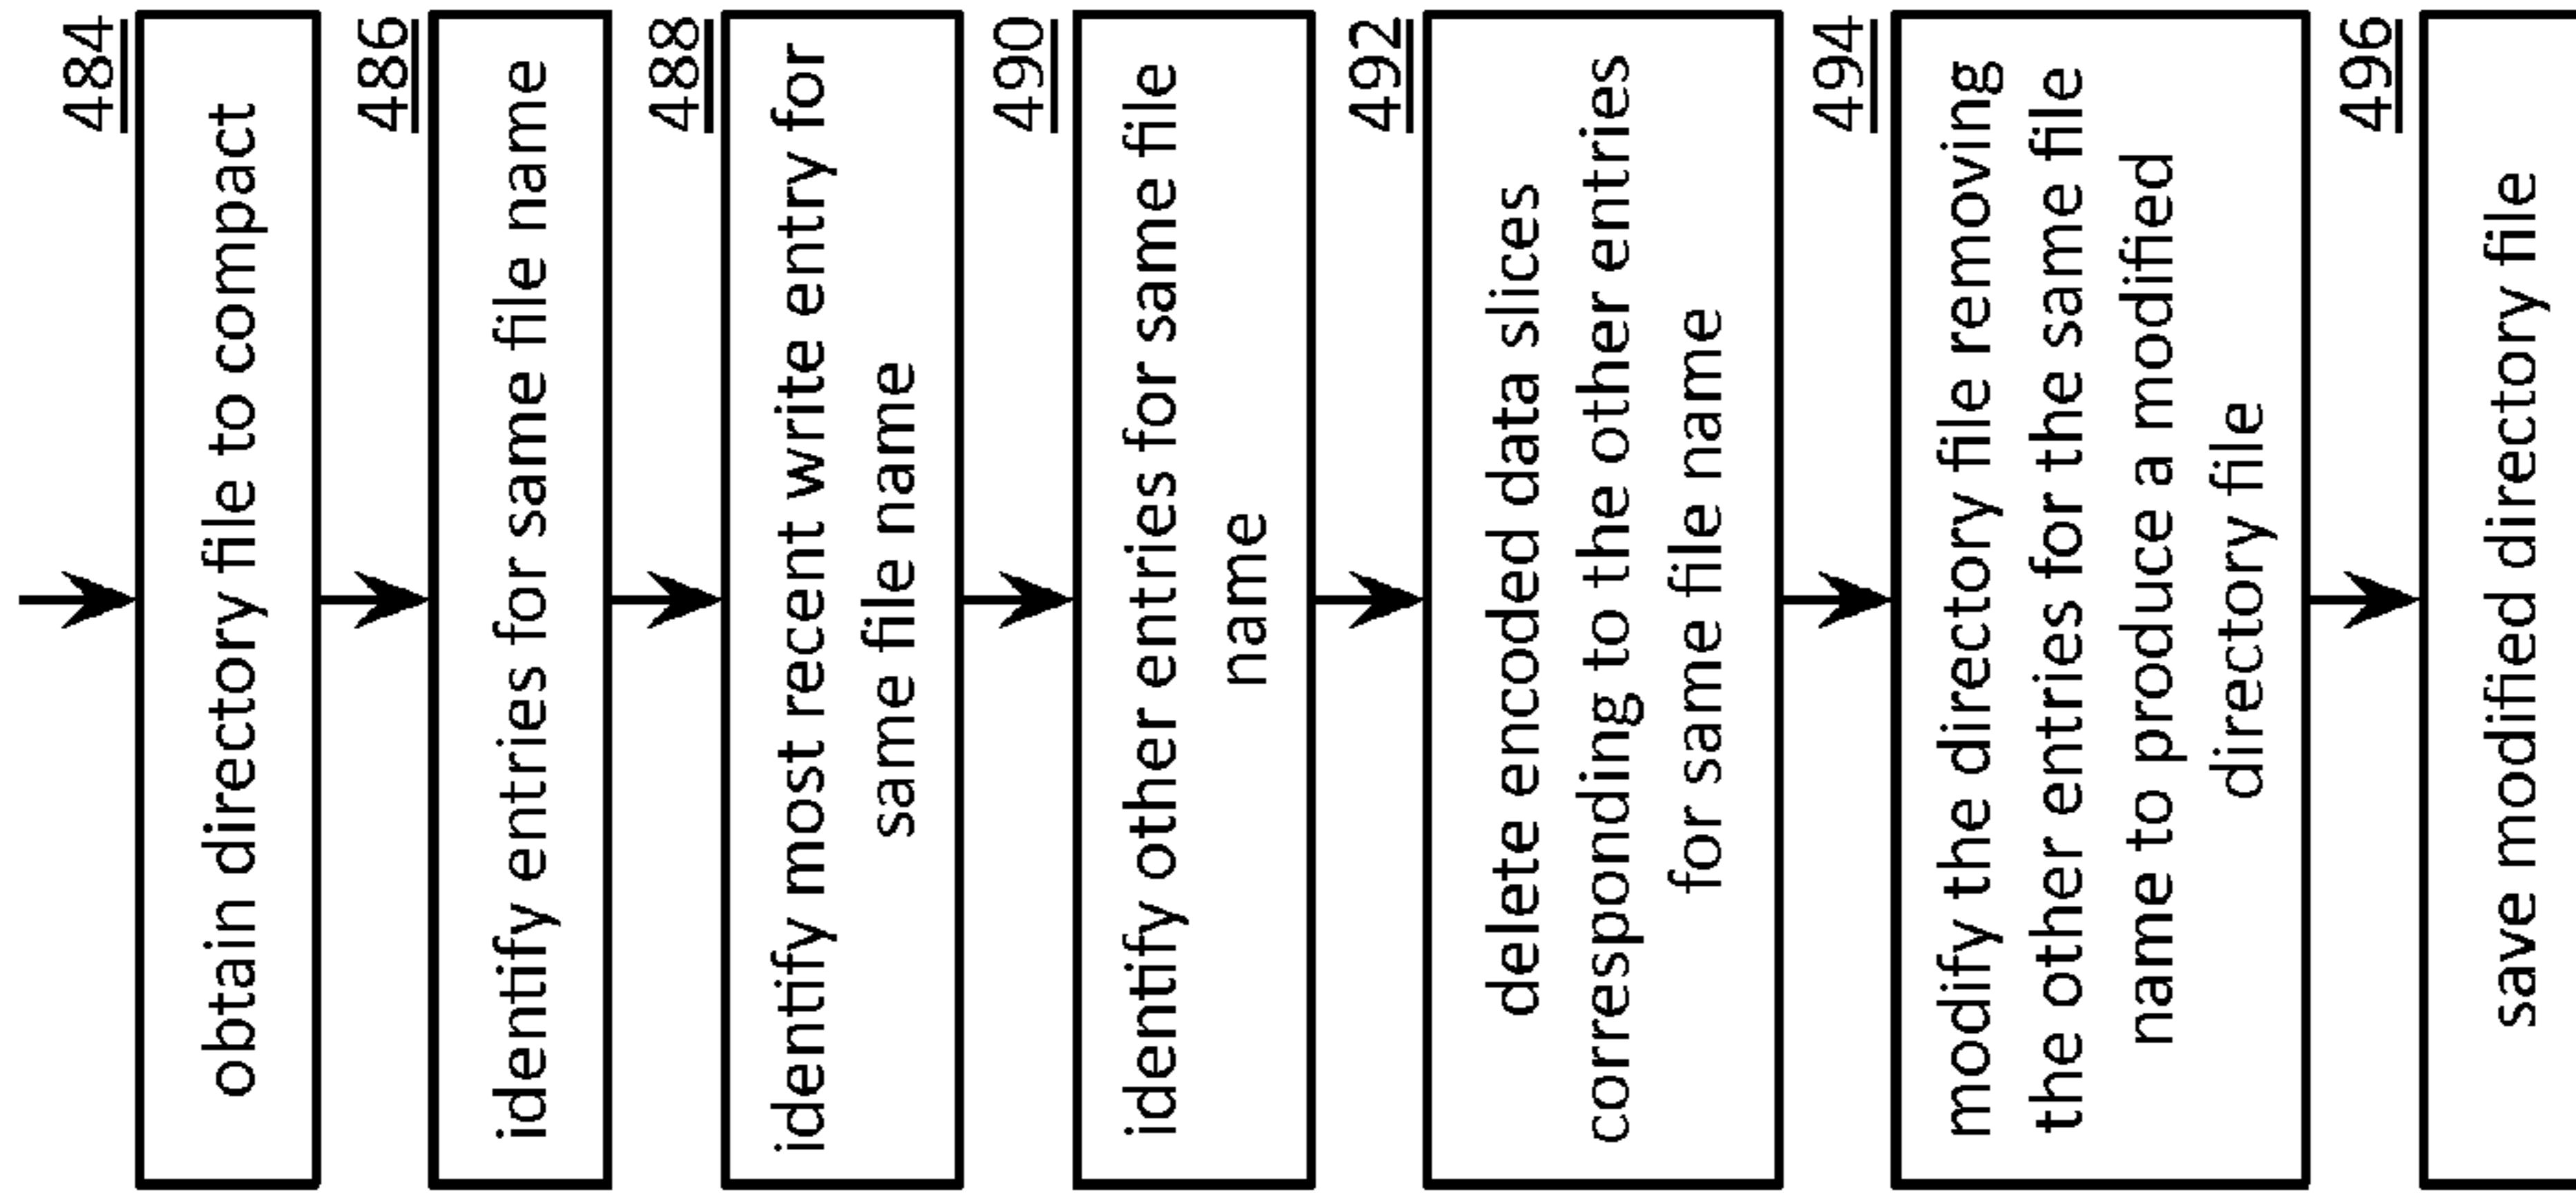 484
obtain directory file to compact
486
identify entries for same file name
488
identify most recent write entry for
same file name
490
identify other entries for same file
name
492
delete encoded data slices
corresponding to the other entries
for same file name
494
modify the directory file removing
the other entries for the same file
name to produce a modified
directory file
496
save modified directory file